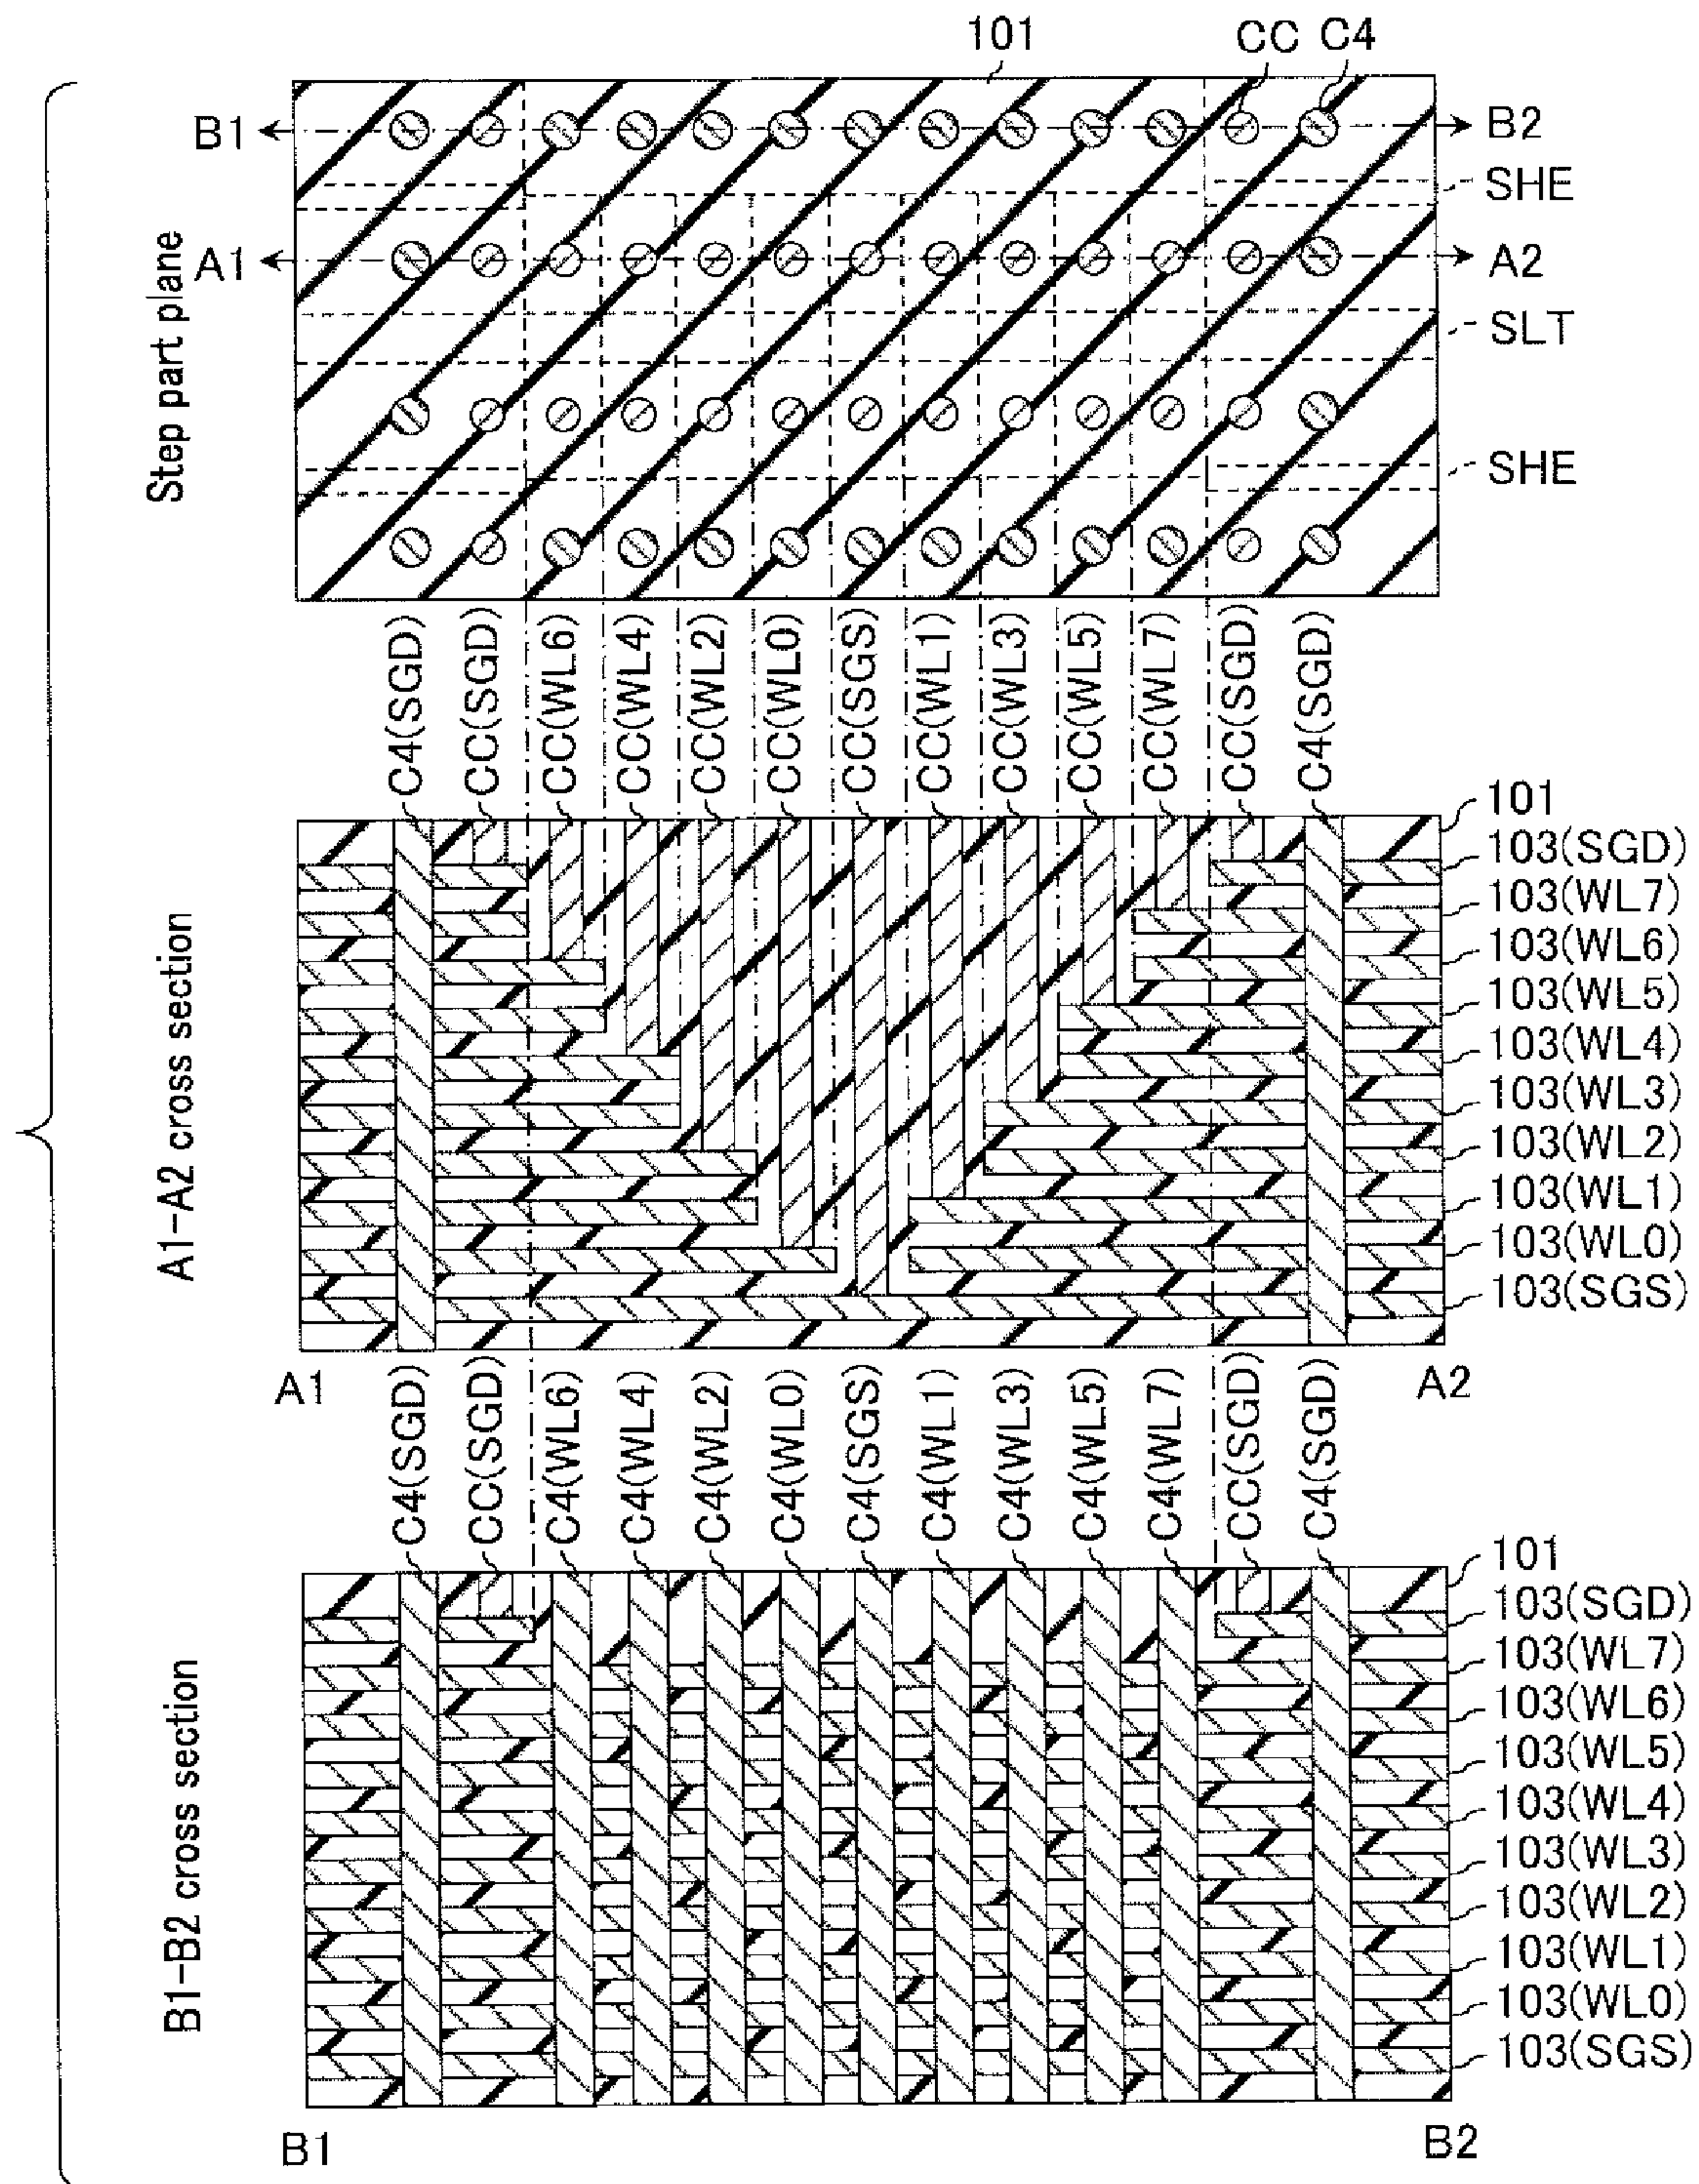 101 CC C4
B1 B2
SHE
A1 A2
SLT
SHE
Step part plane
C4(SGD) CC(SGD) CC(WL6) CC(WL4) CC(WL2) CC(WL0) CC(SGS) CC(WL1) CC(WL3) CC(WL5) CC(WL7) CC(SGD) C4(SGD)
101
103(SGD)
103(WL7)
103(WL6)
103(WL5)
103(WL4)
103(WL3)
103(WL2)
103(WL1)
103(WL0)
103(SGS)
A1-A2 cross section
A1 A2
C4(SGD) CC(SGD) C4(WL6) C4(WL4) C4(WL2) C4(WL0) C4(SGS) C4(WL1) C4(WL3) C4(WL5) C4(WL7) CC(SGD) C4(SGD)
101
103(SGD)
103(WL7)
103(WL6)
103(WL5)
103(WL4)
103(WL3)
103(WL2)
103(WL1)
103(WL0)
103(SGS)
B1-B2 cross section
B1 B2